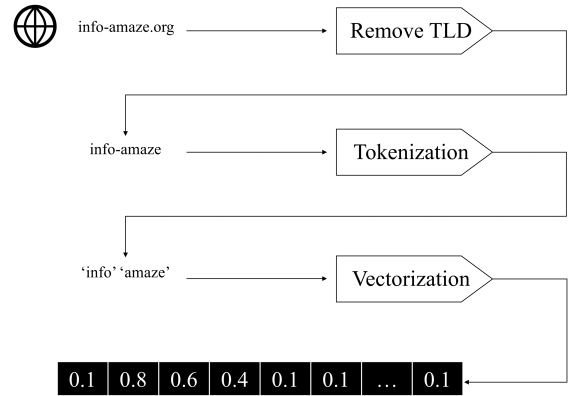 info-amaze.org
Remove TLD
info-amaze
Tokenization
‘info’ ‘amaze’
Vectorization
0.1 0.8 0.6 0.4 0.1 0.1 … 0.1